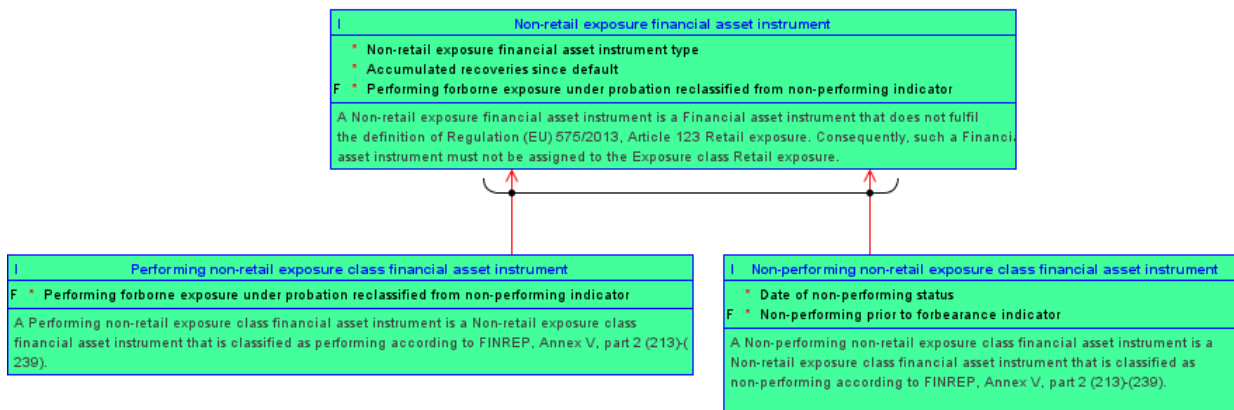 I Non-retail exposure financial asset instrument
* Non-retail exposure financial asset instrument type
* Accumulated recoveries since default
F * Performing forborne exposure under probation reclassified from non-performing indicator
A Non-retail exposure financial asset instrument is a Financial asset instrument that does not fulfil
the definition of Regulation (EU) 575/2013, Article 123 Retail exposure. Consequently, such a Financia
asset instrument must not be assigned to the Exposure class Retail exposure.
I Performing non-retail exposure class financial asset instrument
F * Performing forborne exposure under probation reclassified from non-performing indicator
A Performing non-retail exposure class financial asset instrument is a Non-retail exposure class
financial asset instrument that is classified as performing according to FINREP, Annex V, part 2 (213)-(
239).
I Non-performing non-retail exposure class financial asset instrument
* Date of non-performing status
F * Non-performing prior to forbearance indicator
A Non-performing non-retail exposure class financial asset instrument is a
Non-retail exposure class financial asset instrument that is classified as
non-performing according to FINREP, Annex V, part 2 (213)-(239).